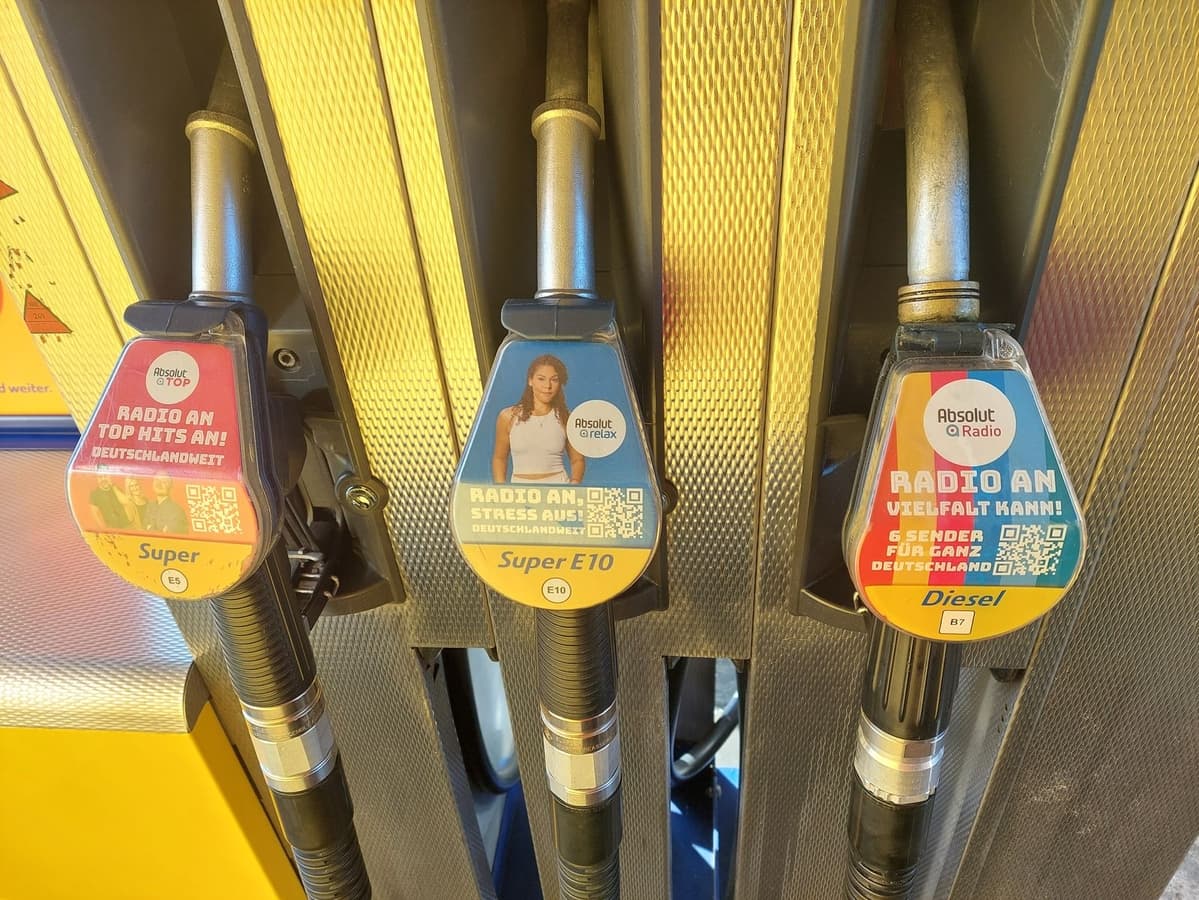 d weiter.
Absolut
TOP
RADIO AN
TOP HITS AN!
DEUTSCHLANDWEIT
Super
E5
Absolut
relax
RADIO AN,
STRESS AUS!
DEUTSCHLANDWEIT
Super E10
E10
Absolut
Radio
RADIO AN
VIELFALT KANN!
6 SENDER
FÜR GANZ
DEUTSCHLAND
Diesel
B7